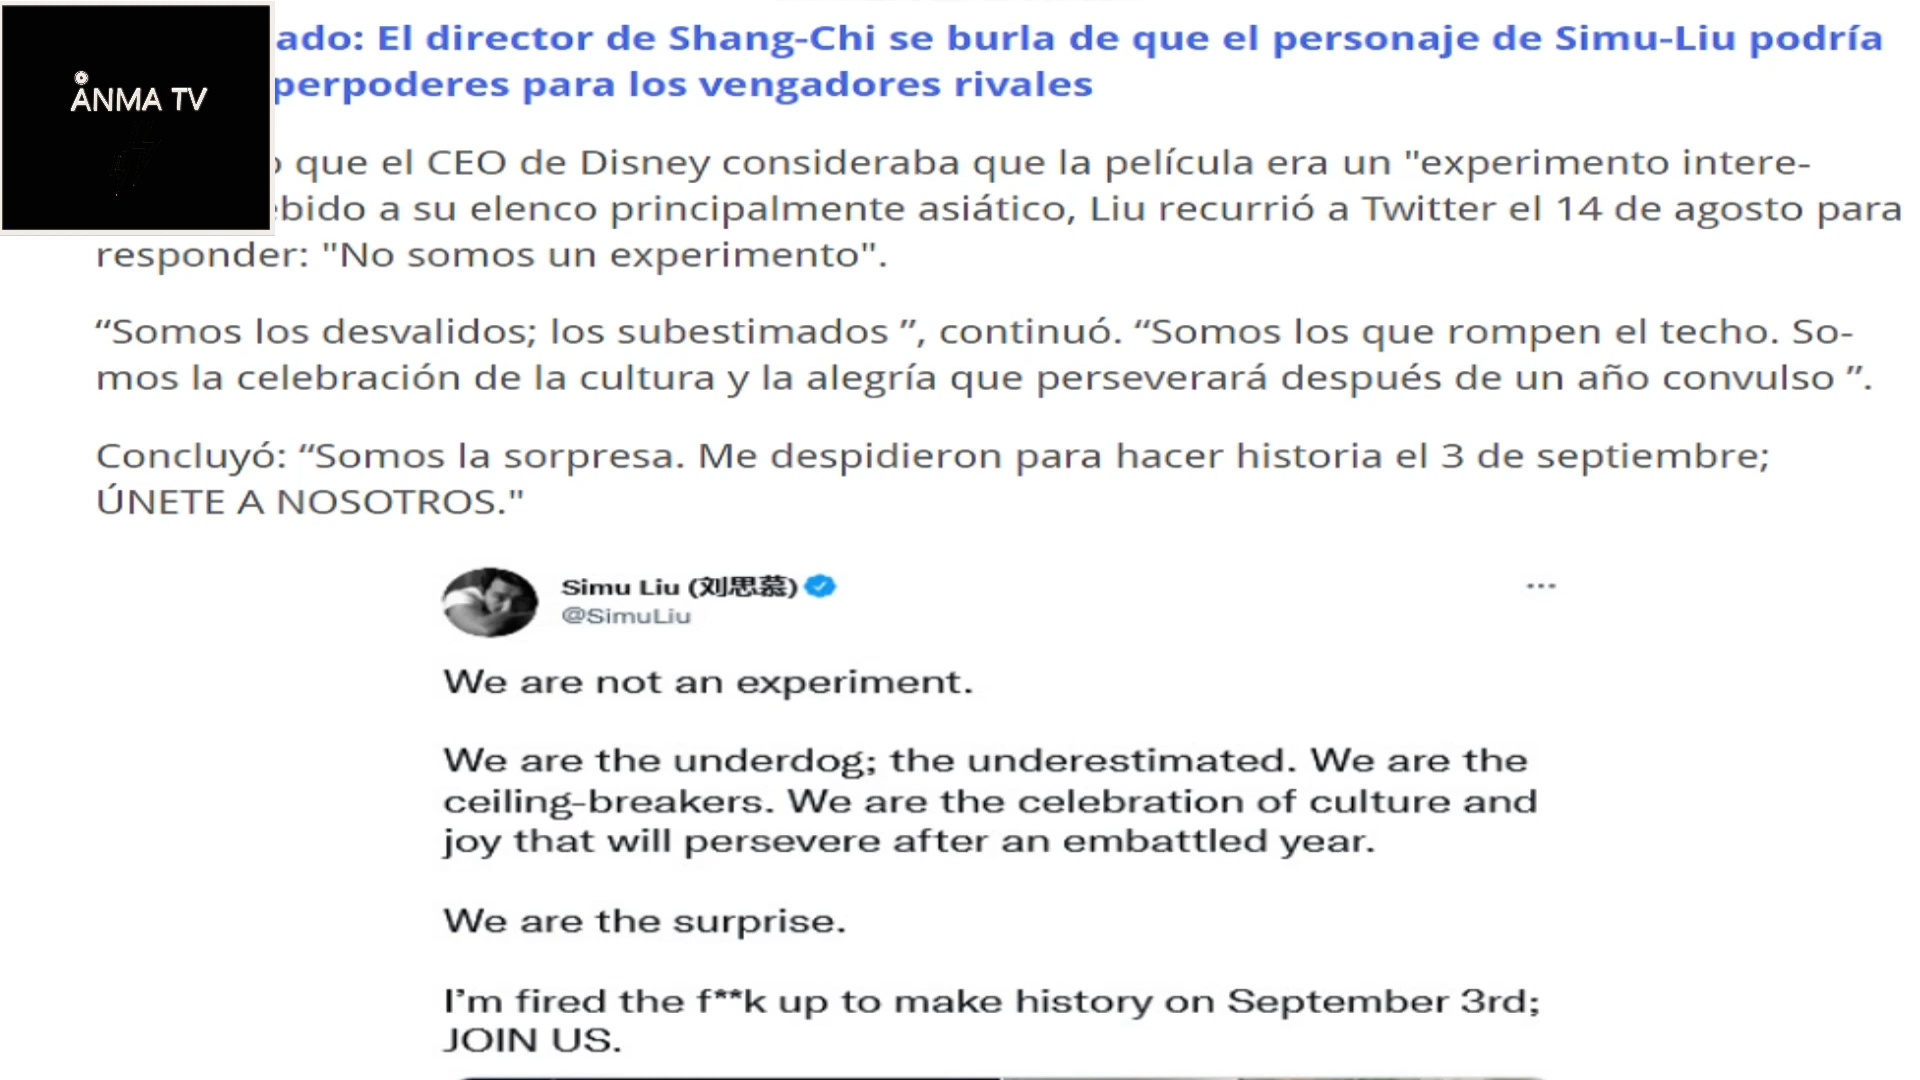 ÅNMA TV
ado: El director de Shang-Chi se burla de que el personaje de Simu-Liu podría
perpoderes para los vengadores rivales
que el CEO de Disney consideraba que la película era un "experimento intere-
bido a su elenco principalmente asiático, Liu recurrió a Twitter el 14 de agosto para
responder: "No somos un experimento".
“Somos los desvalidos; los subestimados ”, continuó. “Somos los que rompen el techo. So-
mos la celebración de la cultura y la alegría que perseverará después de un año convulso ”.
Concluyó: “Somos la sorpresa. Me despidieron para hacer historia el 3 de septiembre;
ÚNETE A NOSOTROS."
Simu Liu (刘思慕)
@SimuLiu
We are not an experiment.
We are the underdog; the underestimated. We are the
ceiling-breakers. We are the celebration of culture and
joy that will persevere after an embattled year.
We are the surprise.
I’m fired the f**k up to make history on September 3rd;
JOIN US.